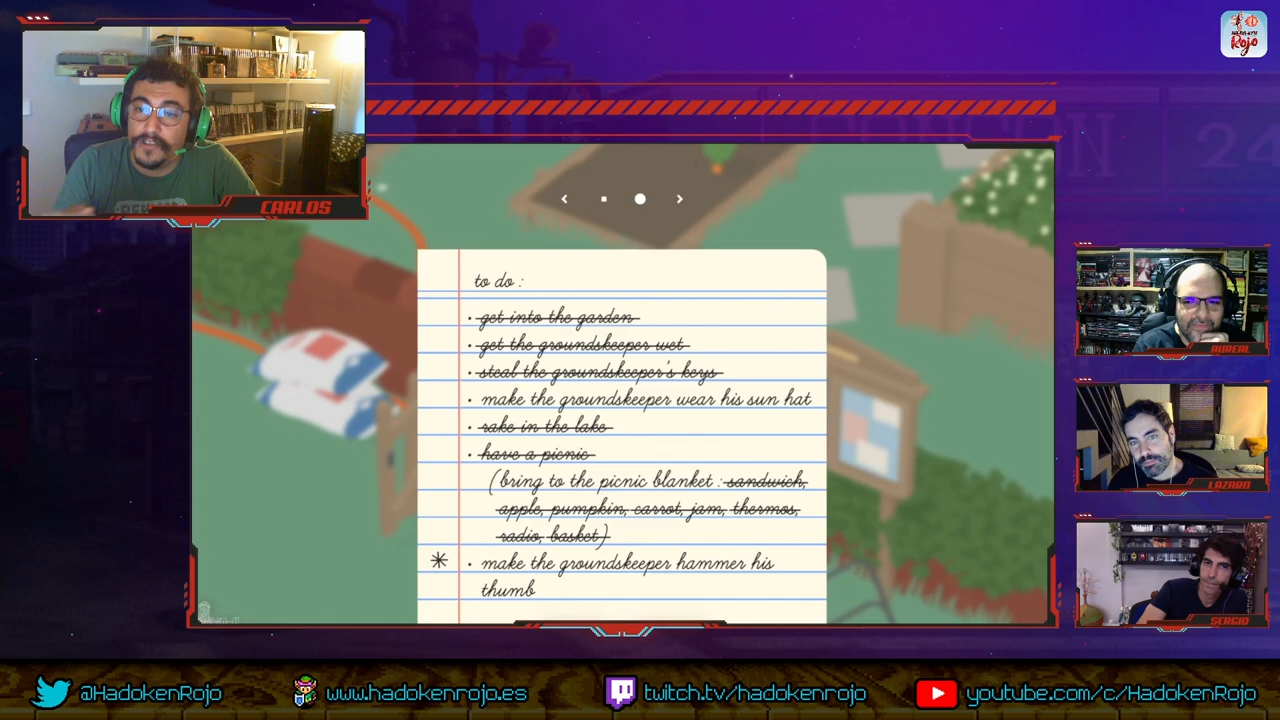 HADOKEN
Rojo
CARLOS
to do :
• get into the garden
• get the groundskeeper wet
• steal the groundskeeper's keys
• make the groundskeeper wear his sun hat
• rake in the lake
• have a picnic
(bring to the picnic blanket : sandwich,
apple, pumpkin, carrot, jam, thermos,
radio, basket)
• make the groundskeeper hammer his
thumb
AUREAL
LÁZARO
SERGIO
@HadokenRojo
www.hadokenrojo.es
twitch.tv/hadokenrojo
youtube.com/c/HadokenRojo